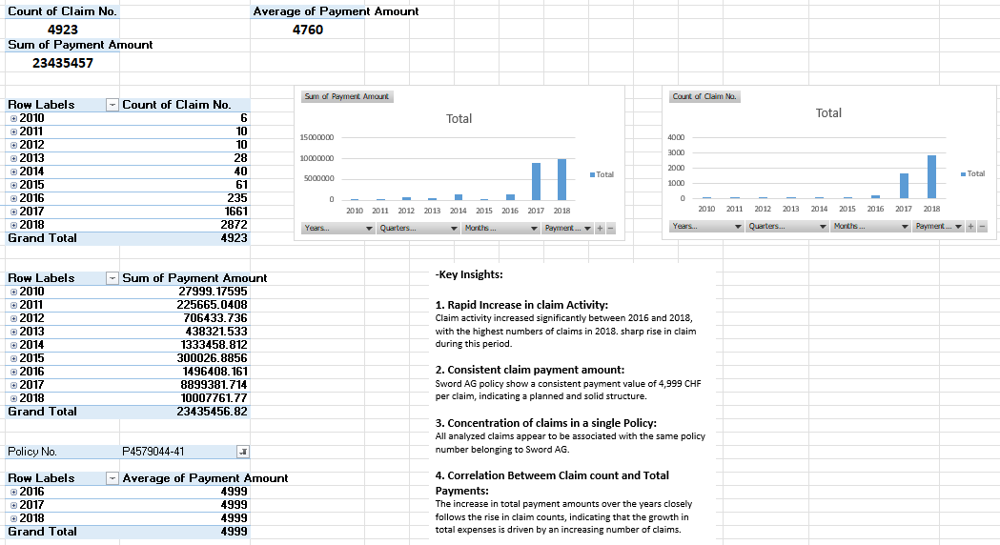 Count of Claim No.
Average of Payment Amount
4923
4760
Sum of Payment Amount
23435457
Row Labels Count of Claim No.
2010 6
2011 10
2012 10
2013 28
2014 40
2015 61
2016 235
2017 1661
2018 2872
Grand Total 4923
Sum of Payment Amount
Total
15000000
10000000
5000000
0
2010 2011 2012 2013 2014 2015 2016 2017 2018
Total
Years... Quarters... Months... Payment... + −
Count of Claim No.
Total
4000
3000
2000
1000
0
2010 2011 2012 2013 2014 2015 2016 2017 2018
Total
Years... Quarters... Months... Payment... + −
Row Labels Sum of Payment Amount
2010 27999.17595
2011 225665.0408
2012 706433.736
2013 438321.533
2014 1333458.812
2015 300026.8856
2016 1496408.161
2017 8899381.714
2018 10007761.77
Grand Total 23435456.82
Policy No. P4579044-41
Row Labels Average of Payment Amount
2016 4999
2017 4999
2018 4999
Grand Total 4999
-Key Insights:
1. Rapid Increase in claim Activity:
Claim activity increased significantly between 2016 and 2018,
with the highest numbers of claims in 2018. sharp rise in claim
during this period.
2. Consistent claim payment amount:
Sword AG policy show a consistent payment value of 4,999 CHF
per claim, indicating a planned and solid structure.
3. Concentration of claims in a single Policy:
All analyzed claims appear to be associated with the same policy
number belonging to Sword AG.
4. Correlation Betweem Claim count and Total
Payments:
The increase in total payment amounts over the years closely
follows the rise in claim counts, indicating that the growth in
total expenses is driven by an increasing number of claims.